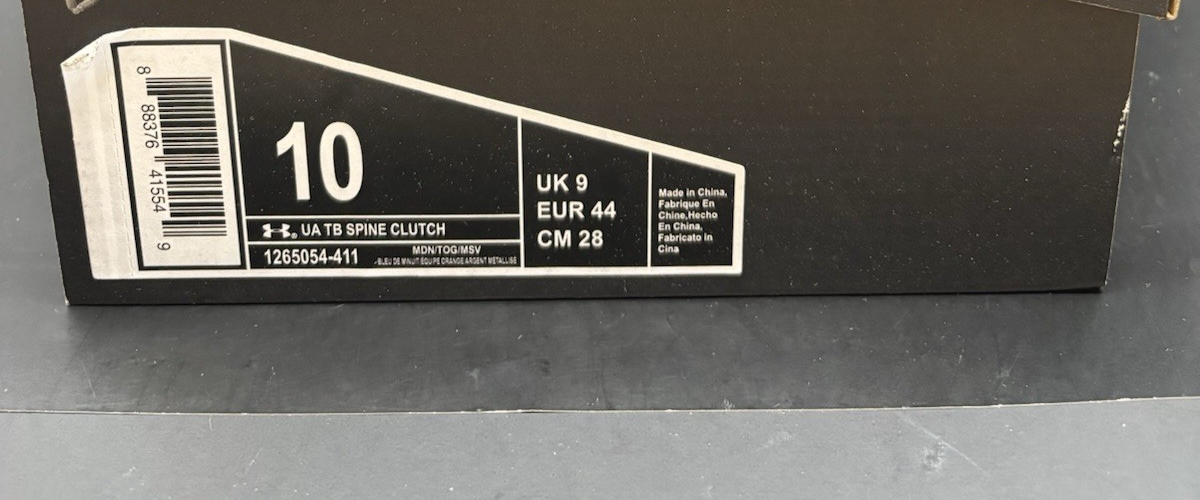 8 88376 41554 9
10
® UA TB SPINE CLUTCH
1265054-411
MDN/TOG/MSV
-BLEU DE MINUIT ÉQUIPE ORANGE ARGENT MÉTALLISÉ
UK 9
EUR 44
CM 28
Made in China,
Fabrique En
Chine,Hecho
En China,
Fabricato in
Cina